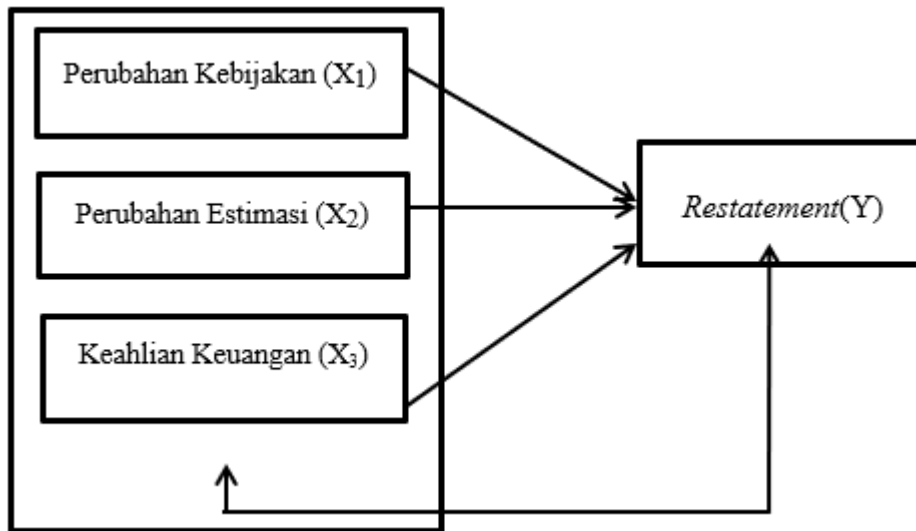 Perubahan Kebijakan (X₁)
Perubahan Estimasi (X₂)
Restatement(Y)
Keahlian Keuangan (X₃)